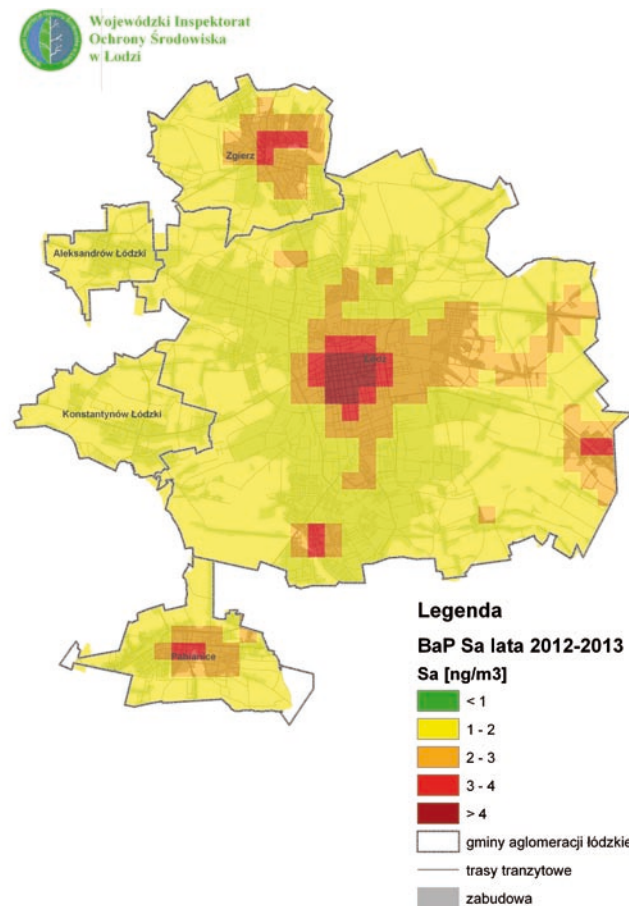 Wojewódzki Inspektorat
Ochrony Środowiska
w Łodzi
Zgierz
Aleksandrów Łódzki
Łódź
Konstantynów Łódzki
Pabianice
Legenda
BaP Sa lata 2012-2013
Sa [ng/m3]
< 1
1 - 2
2 - 3
3 - 4
> 4
gminy aglomeracji łódzkie
trasy tranzytowe
zabudowa